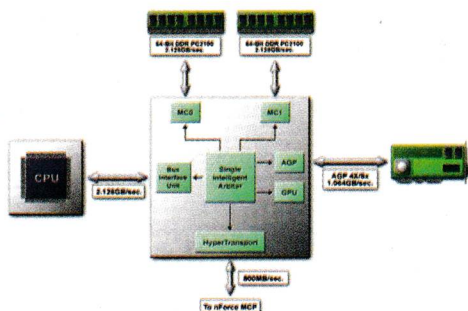 64-Bit DDR PC2100
2.128GB/sec.
64-Bit DDR PC2100
2.128GB/sec.
MC0
MC1
CPU
2.128GB/sec.
Bus
Interface
Unit
Single
Intelligent
Arbiter
AGP
GPU
AGP 4X/8x
1.064GB/sec.
HyperTransport
800MB/sec.
To nForce MCP